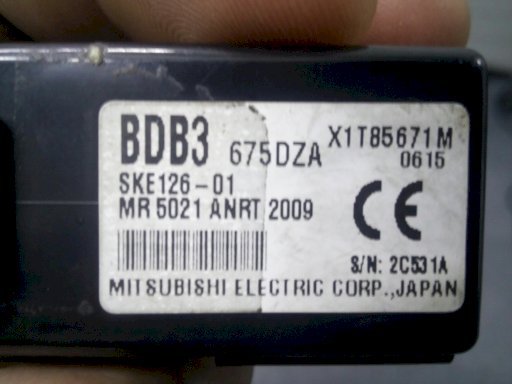 BDB3 675DZA X1T85671M
0615
SKE126-01
MR 5021 ANRT 2009
CE
S/N: 2C531A
MITSUBISHI ELECTRIC CORP., JAPAN